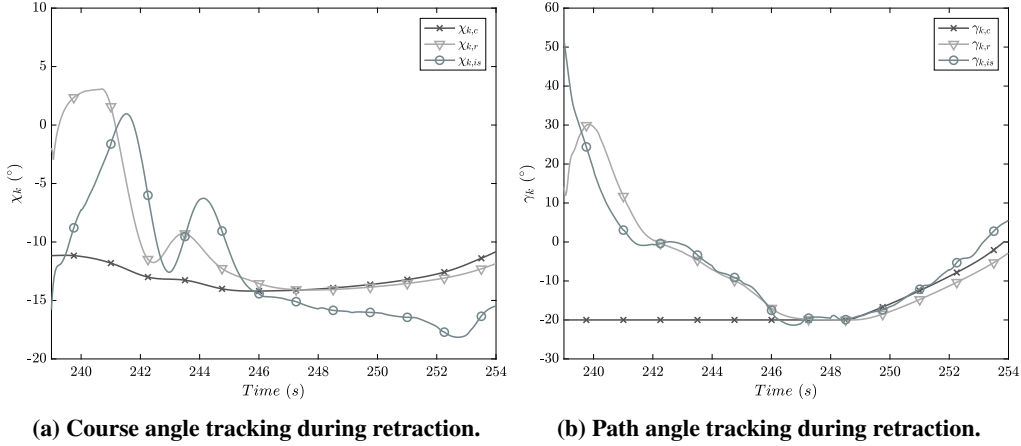 10
5
0
-5
-10
-15
-20
χk (°)
240
242
244
246
248
250
252
254
Time (s)
χk,c
χk,r
χk,is
60
50
40
30
20
10
0
-10
-20
-30
γk (°)
240
242
244
246
248
250
252
254
Time (s)
γk,c
γk,r
γk,is
(a) Course angle tracking during retraction.
(b) Path angle tracking during retraction.